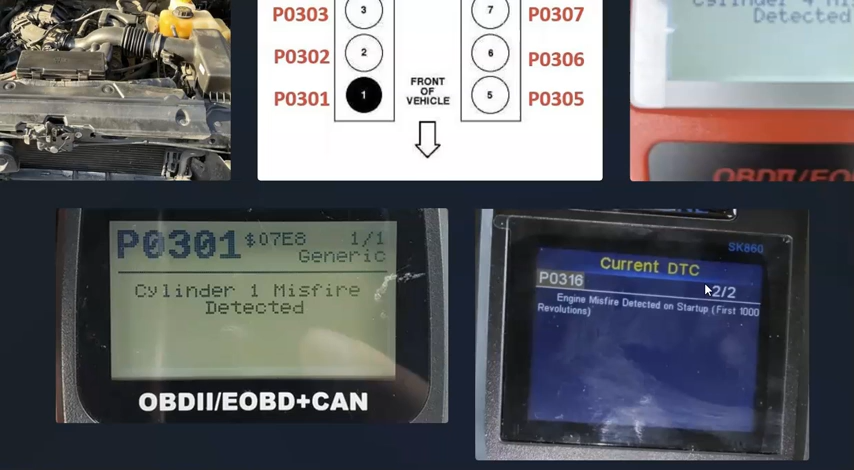 P0303
3
7
P0307
P0302
2
6
P0306
P0301
1
FRONT
OF
VEHICLE
5
P0305
Detected
P0301 $07E8 1/1
Generic
Cylinder 1 Misfire
Detected
OBDII/EOBD+CAN
SK860
Current DTC
P0316
2/2
Engine Misfire Detected on Startup (First 1000
Revolutions)